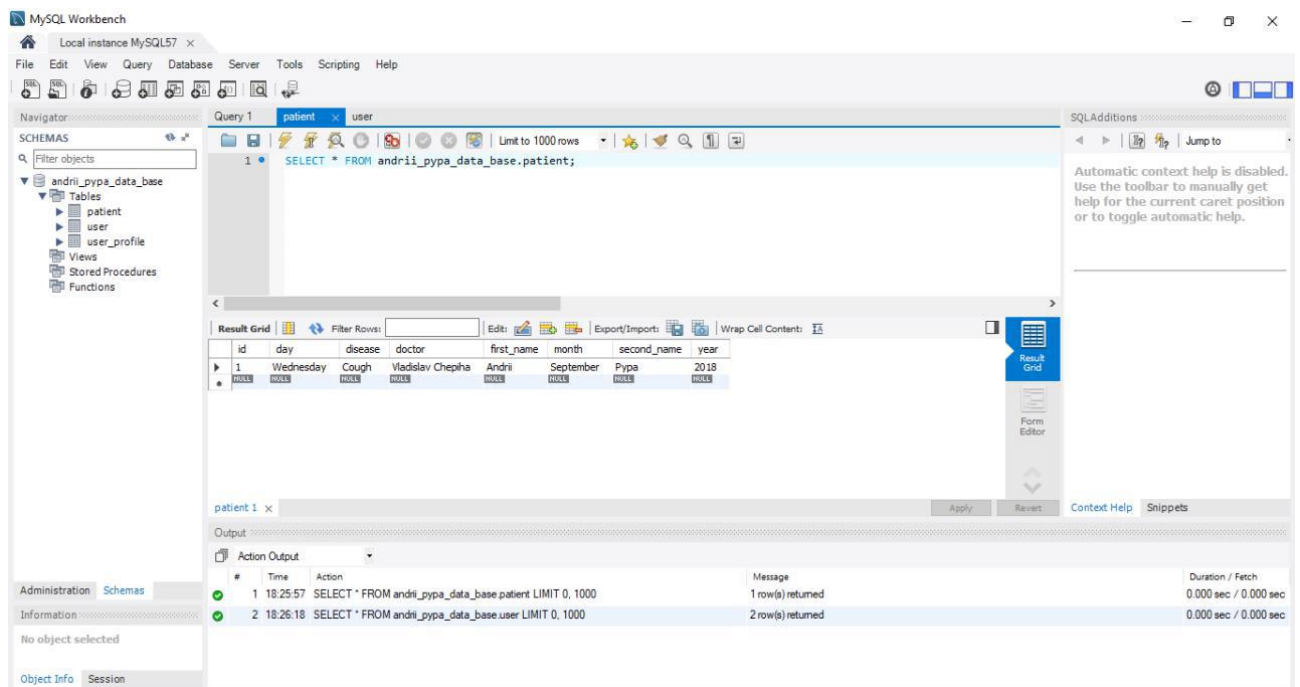 MySQL Workbench
Local instance MySQL57
File Edit View Query Database Server Tools Scripting Help
Navigator
SCHEMAS
Filter objects
andrii_pypa_data_base
Tables
patient
user
user_profile
Views
Stored Procedures
Functions
Administration Schemas
Information
No object selected
Object Info Session
Query 1 patient user
Limit to 1000 rows
1 SELECT * FROM andrii_pypa_data_base.patient;
Result Grid Filter Rows: Edit: Export/Import: Wrap Cell Content:
id day disease doctor first_name month second_name year
1 Wednesday Cough Vladislav Chepiha Andrii September Pypa 2018
NULL NULL NULL NULL NULL NULL NULL NULL
Result Grid
Form Editor
patient 1 Apply Revert
Output
Action Output
# Time Action Message Duration / Fetch
1 18:25:57 SELECT * FROM andrii_pypa_data_base.patient LIMIT 0, 1000 1 row(s) returned 0.000 sec / 0.000 sec
2 18:26:18 SELECT * FROM andrii_pypa_data_base.user LIMIT 0, 1000 2 row(s) returned 0.000 sec / 0.000 sec
SQLAdditions
Jump to
Automatic context help is disabled.
Use the toolbar to manually get
help for the current caret position
or to toggle automatic help.
Context Help Snippets